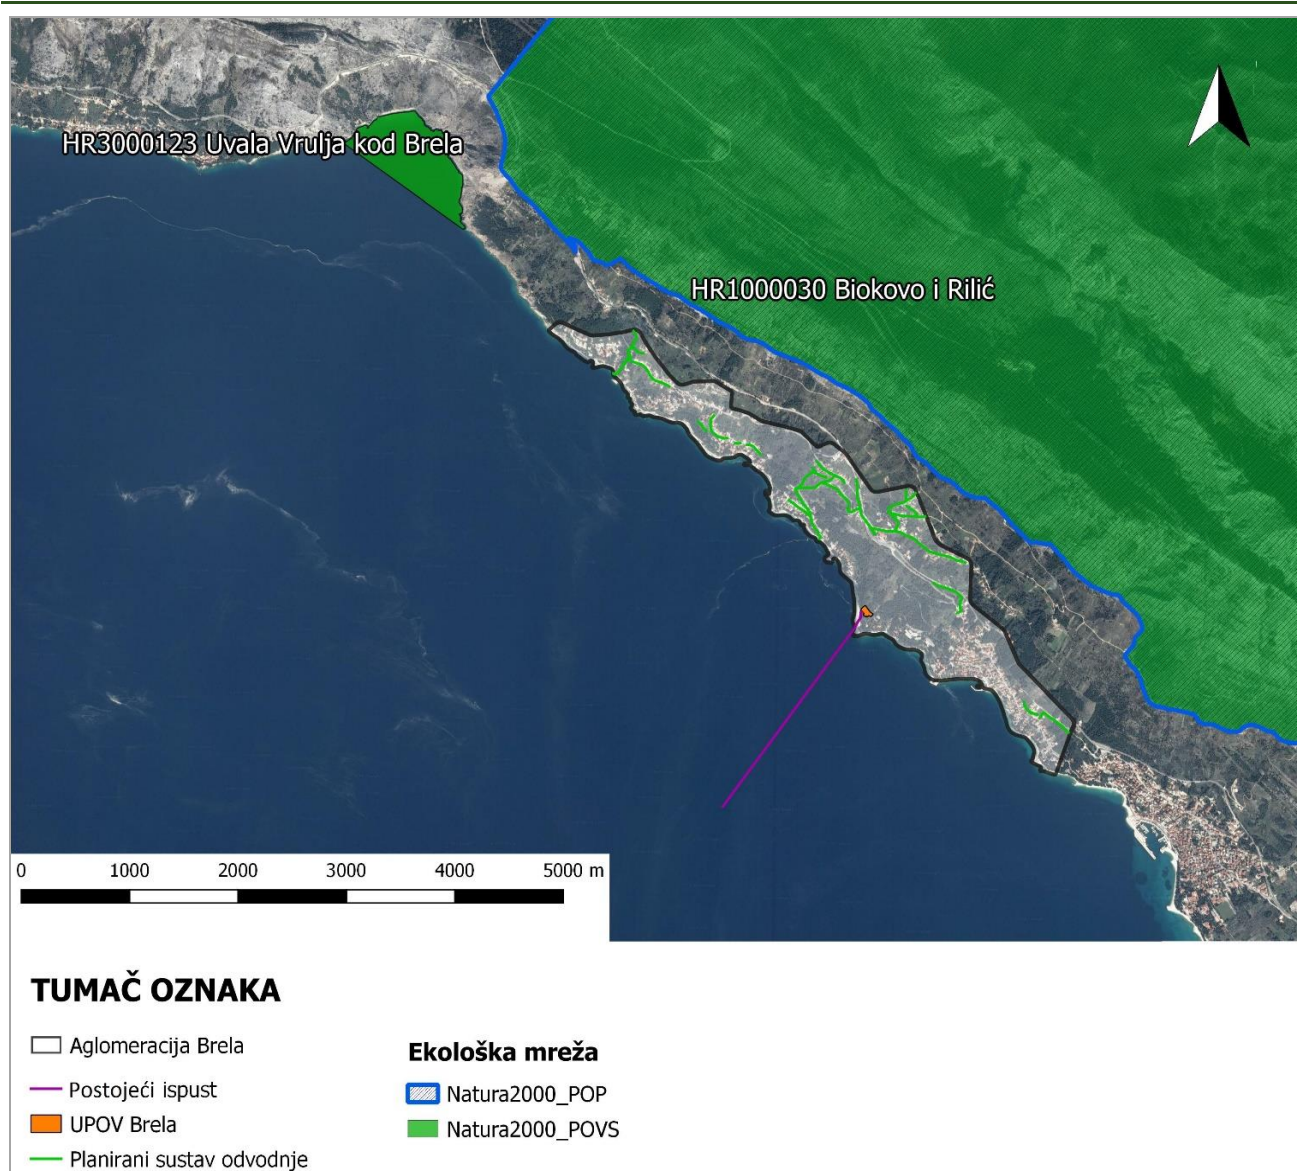 HR3000123 Uvala Vrulja kod Brela
HR1000030 Biokovo i Rilić
0 1000 2000 3000 4000 5000 m
TUMAČ OZNAKA
Aglomeracija Brela
Postojeći ispust
UPOV Brela
Planirani sustav odvodnje
Ekološka mreža
Natura2000_POP
Natura2000_POVS